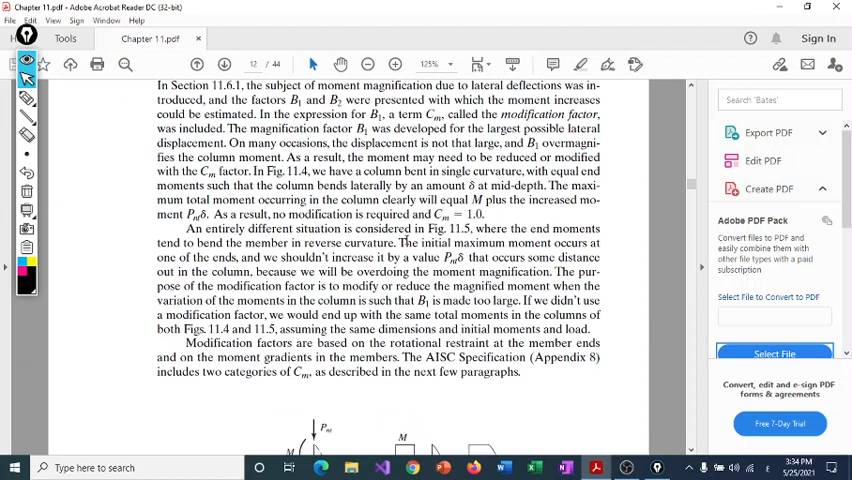 Chapter 11.pdf - Adobe Acrobat Reader DC (32-bit)
File Edit View Sign Window Help
Tools Chapter 11.pdf × Sign In
12 / 44 125%
In Section 11.6.1, the subject of moment magnification due to lateral deflections was in-
troduced, and the factors B1 and B2 were presented with which the moment increases
could be estimated. In the expression for B1, a term Cm, called the modification factor,
was included. The magnification factor B1 was developed for the largest possible lateral
displacement. On many occasions, the displacement is not that large, and B1 overmagni-
fies the column moment. As a result, the moment may need to be reduced or modified
with the Cm factor. In Fig. 11.4, we have a column bent in single curvature, with equal end
moments such that the column bends laterally by an amount δ at mid-depth. The maxi-
mum total moment occurring in the column clearly will equal M plus the increased mo-
ment Pntδ. As a result, no modification is required and Cm = 1.0.
An entirely different situation is considered in Fig. 11.5, where the end moments
tend to bend the member in reverse curvature. The initial maximum moment occurs at
one of the ends, and we shouldn't increase it by a value Pntδ that occurs some distance
out in the column, because we will be overdoing the moment magnification. The pur-
pose of the modification factor is to modify or reduce the magnified moment when the
variation of the moments in the column is such that B1 is made too large. If we didn't use
a modification factor, we would end up with the same total moments in the columns of
both Figs. 11.4 and 11.5, assuming the same dimensions and initial moments and load.
Modification factors are based on the rotational restraint at the member ends
and on the moment gradients in the members. The AISC Specification (Appendix 8)
includes two categories of Cm, as described in the next few paragraphs.
Pnt
M
M
Search 'Bates'
Export PDF
Edit PDF
Create PDF
Adobe PDF Pack
Convert files to PDF and
easily combine them with
other file types with a paid
subscription
Select File to Convert to PDF
Select File
Convert, edit and e-sign PDF
forms & agreements
Free 7-Day Trial
Type here to search
3:34 PM
5/25/2021